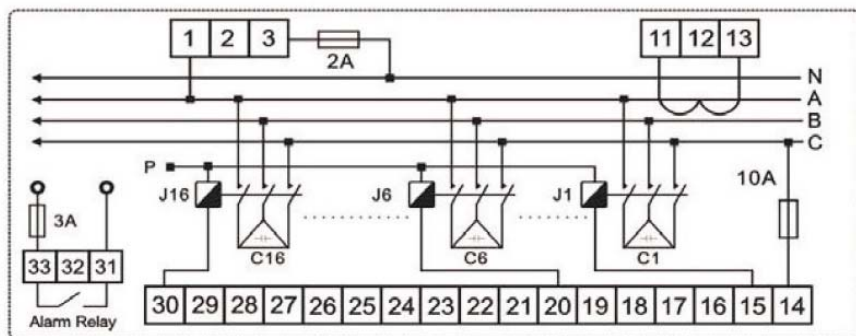 1 2 3
2A
11 12 13
N
A
B
C
P
J16
J6
J1
10A
3A
C16
C6
C1
33 32 31
30 29 28 27 26 25 24 23 22 21 20 19 18 17 16 15 14
Alarm Relay